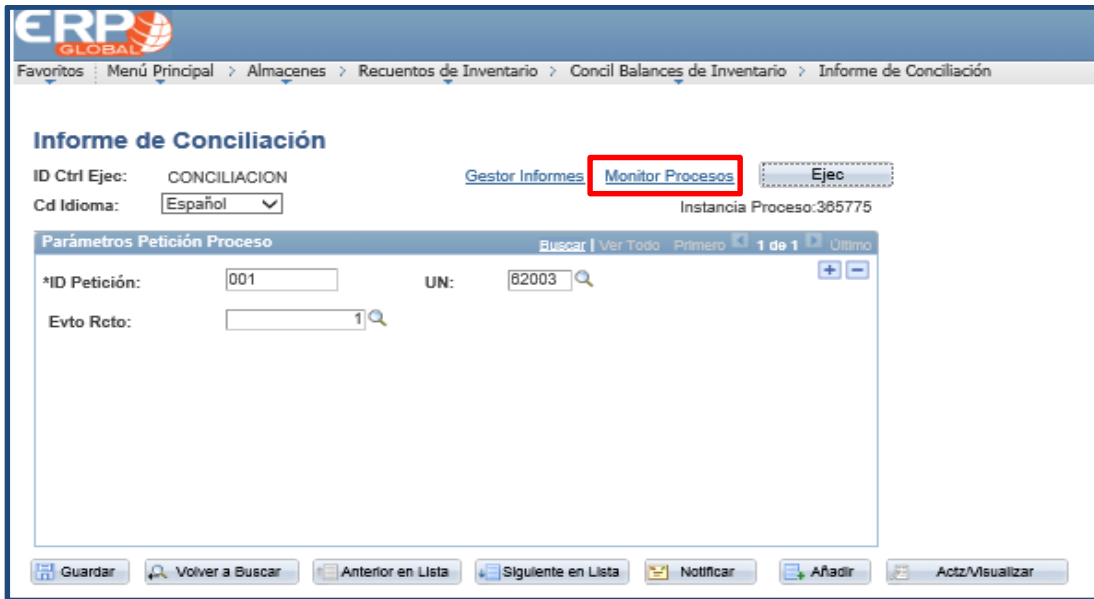 ERP
GLOBAL
Favoritos Menú Principal > Almacenes > Recuentos de Inventario > Concil Balances de Inventario > Informe de Conciliación
Informe de Conciliación
ID Ctrl Ejec: CONCILIACION Gestor Informes Monitor Procesos Ejec
Cd Idioma: Español Instancia Proceso:365775
Parámetros Petición Proceso Buscar | Ver Todo Primero 1 de 1 Último
*ID Petición: 001 UN: 62003
Evto Rcto: 1
Guardar Volver a Buscar Anterior en Lista Siguiente en Lista Notificar Añadir Actz/Visualizar